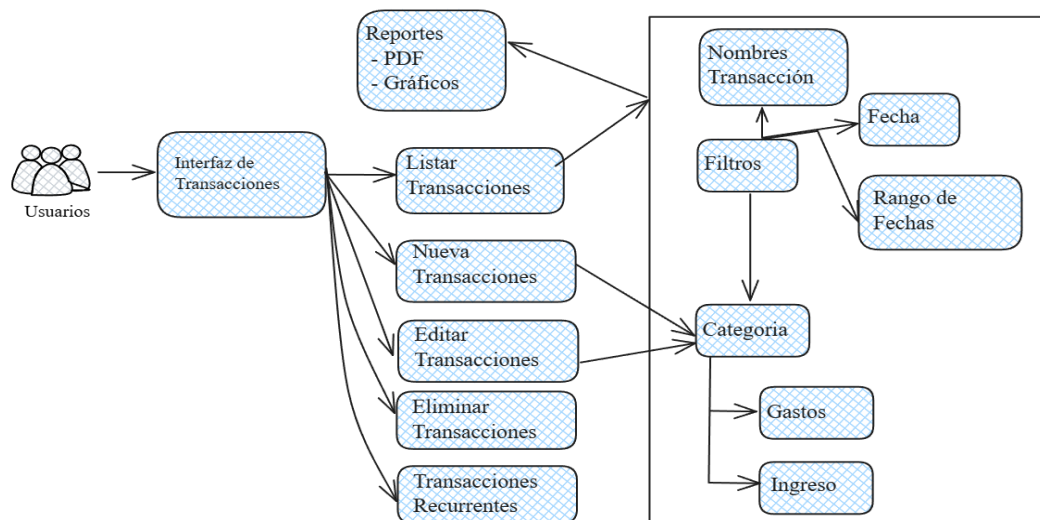 Reportes
- PDF
- Gráficos
Nombres
Transacción
Fecha
Filtros
Rango de
Fechas
Usuarios
Interfaz de
Transacciones
Listar
Transacciones
Nueva
Transacciones
Editar
Transacciones
Eliminar
Transacciones
Transacciones
Recurrentes
Categoria
Gastos
Ingreso